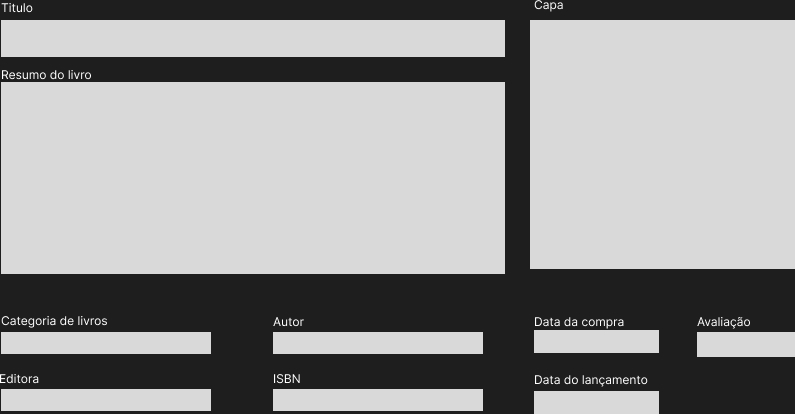 Titulo
Capa
Resumo do livro
Categoria de livros
Autor
Data da compra
Avaliação
Editora
ISBN
Data do lançamento